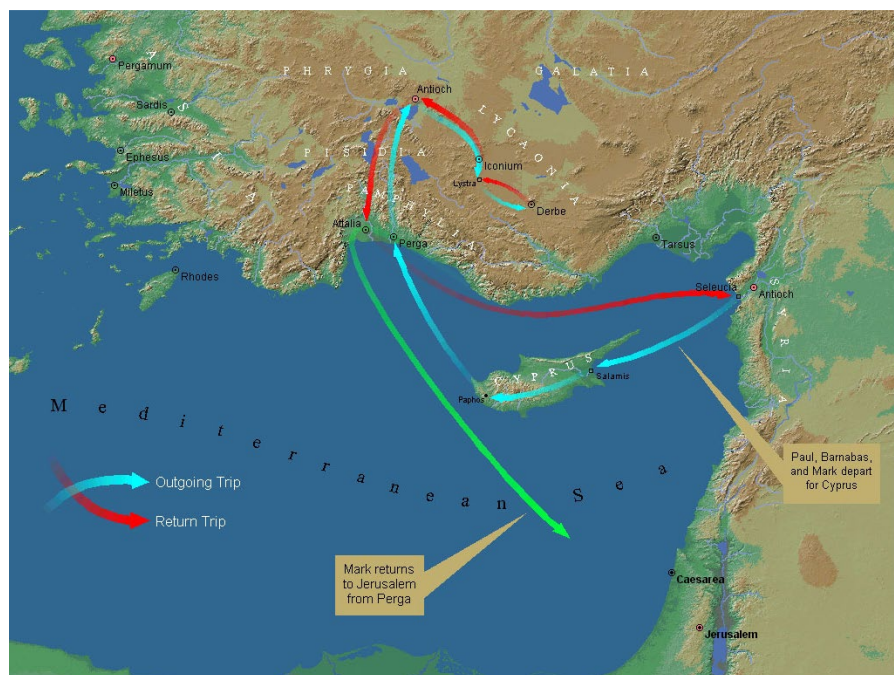 Pergamum
Sardis
Ephesus
Miletus
Rhodes
A S I A
PHRYGIA
GALATIA
Antioch
LYCAONIA
PISIDIA
Iconium
Lystra
Derbe
PAMPHYLIA
Attalia
Perga
Tarsus
Seleucia
Antioch
SYRIA
CYPRUS
Salamis
Paphos
Mediterranean Sea
Outgoing Trip
Return Trip
Paul, Barnabas,
and Mark depart
for Cyprus
Mark returns
to Jerusalem
from Perga
Caesarea
Jerusalem